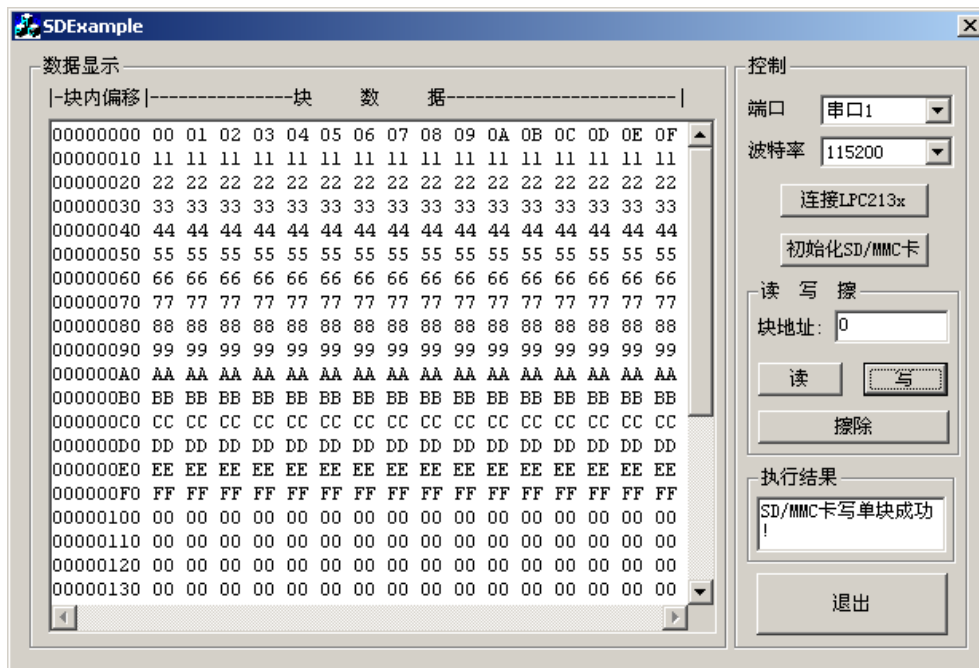 SDExample
数据显示
|-块内偏移|---------------块 数 据------------------------|
00000000 00 01 02 03 04 05 06 07 08 09 0A 0B 0C 0D 0E 0F
00000010 11 11 11 11 11 11 11 11 11 11 11 11 11 11 11 11
00000020 22 22 22 22 22 22 22 22 22 22 22 22 22 22 22 22
00000030 33 33 33 33 33 33 33 33 33 33 33 33 33 33 33 33
00000040 44 44 44 44 44 44 44 44 44 44 44 44 44 44 44 44
00000050 55 55 55 55 55 55 55 55 55 55 55 55 55 55 55 55
00000060 66 66 66 66 66 66 66 66 66 66 66 66 66 66 66 66
00000070 77 77 77 77 77 77 77 77 77 77 77 77 77 77 77 77
00000080 88 88 88 88 88 88 88 88 88 88 88 88 88 88 88 88
00000090 99 99 99 99 99 99 99 99 99 99 99 99 99 99 99 99
000000A0 AA AA AA AA AA AA AA AA AA AA AA AA AA AA AA AA
000000B0 BB BB BB BB BB BB BB BB BB BB BB BB BB BB BB BB
000000C0 CC CC CC CC CC CC CC CC CC CC CC CC CC CC CC CC
000000D0 DD DD DD DD DD DD DD DD DD DD DD DD DD DD DD DD
000000E0 EE EE EE EE EE EE EE EE EE EE EE EE EE EE EE EE
000000F0 FF FF FF FF FF FF FF FF FF FF FF FF FF FF FF FF
00000100 00 00 00 00 00 00 00 00 00 00 00 00 00 00 00 00
00000110 00 00 00 00 00 00 00 00 00 00 00 00 00 00 00 00
00000120 00 00 00 00 00 00 00 00 00 00 00 00 00 00 00 00
00000130 00 00 00 00 00 00 00 00 00 00 00 00 00 00 00 00
控制
端口 串口1
波特率 115200
连接LPC213x
初始化SD/MMC卡
读 写 擦
块地址: 0
读 写
擦除
执行结果
SD/MMC卡写单块成功
!
退出